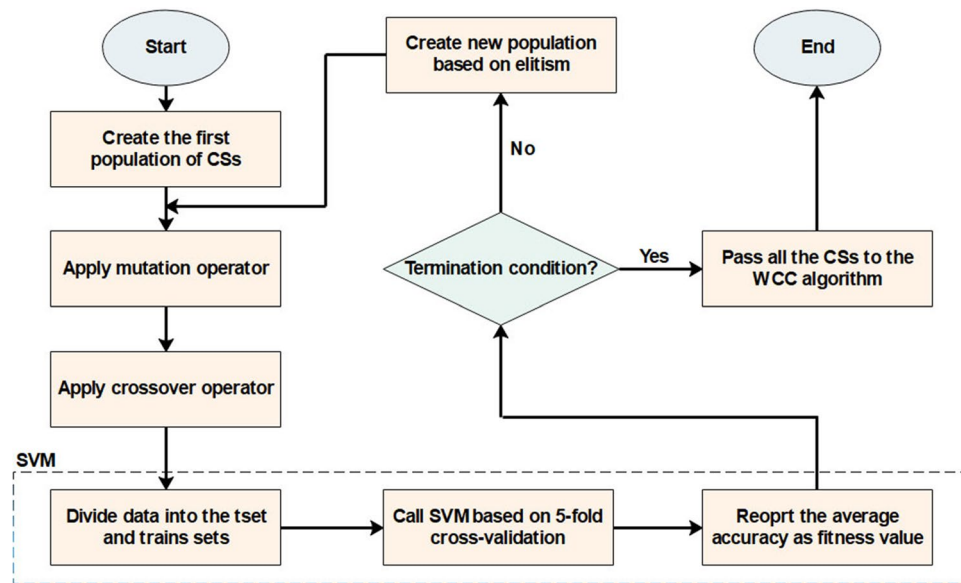 Start
Create the first
population of CSs
Apply mutation operator
Apply crossover operator
SVM
Divide data into the tset
and trains sets
Call SVM based on 5-fold
cross-validation
Reoprt the average
accuracy as fitness value
Termination condition?
No
Create new population
based on elitism
Yes
Pass all the CSs to the
WCC algorithm
End